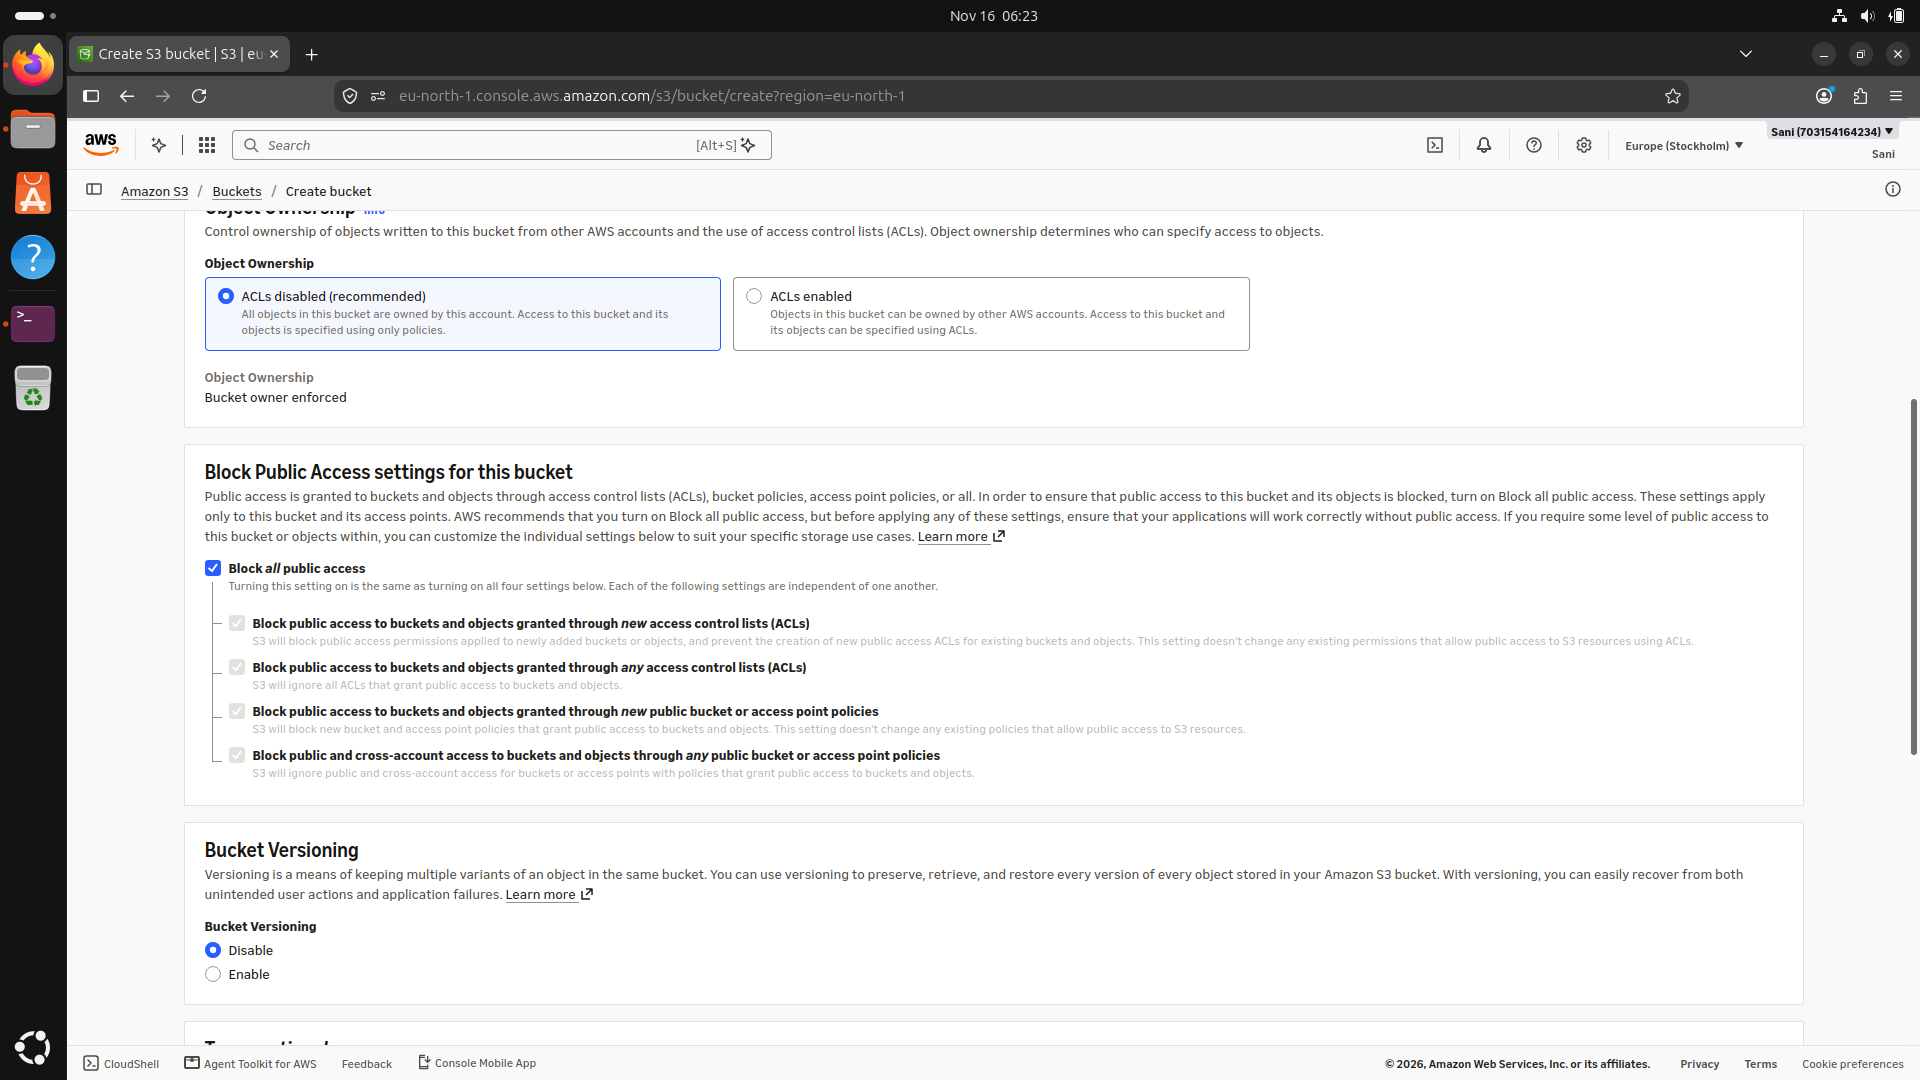 Nov 16 06:23
Create S3 bucket | S3 | eu
eu-north-1.console.aws.amazon.com/s3/bucket/create?region=eu-north-1
aws
Search
[Alt+S]
Europe (Stockholm)
Sani (703154164234)
Sani
Amazon S3 / Buckets / Create bucket
Object Ownership Info
Control ownership of objects written to this bucket from other AWS accounts and the use of access control lists (ACLs). Object ownership determines who can specify access to objects.
Object Ownership
ACLs disabled (recommended)
All objects in this bucket are owned by this account. Access to this bucket and its
objects is specified using only policies.
ACLs enabled
Objects in this bucket can be owned by other AWS accounts. Access to this bucket and
its objects can be specified using ACLs.
Object Ownership
Bucket owner enforced
Block Public Access settings for this bucket
Public access is granted to buckets and objects through access control lists (ACLs), bucket policies, access point policies, or all. In order to ensure that public access to this bucket and its objects is blocked, turn on Block all public access. These settings apply
only to this bucket and its access points. AWS recommends that you turn on Block all public access, but before applying any of these settings, ensure that your applications will work correctly without public access. If you require some level of public access to
this bucket or objects within, you can customize the individual settings below to suit your specific storage use cases. Learn more
Block all public access
Turning this setting on is the same as turning on all four settings below. Each of the following settings are independent of one another.
Block public access to buckets and objects granted through new access control lists (ACLs)
S3 will block public access permissions applied to newly added buckets or objects, and prevent the creation of new public access ACLs for existing buckets and objects. This setting doesn't change any existing permissions that allow public access to S3 resources using ACLs.
Block public access to buckets and objects granted through any access control lists (ACLs)
S3 will ignore all ACLs that grant public access to buckets and objects.
Block public access to buckets and objects granted through new public bucket or access point policies
S3 will block new bucket and access point policies that grant public access to buckets and objects. This setting doesn't change any existing policies that allow public access to S3 resources.
Block public and cross-account access to buckets and objects through any public bucket or access point policies
S3 will ignore public and cross-account access for buckets or access points with policies that grant public access to buckets and objects.
Bucket Versioning
Versioning is a means of keeping multiple variants of an object in the same bucket. You can use versioning to preserve, retrieve, and restore every version of every object stored in your Amazon S3 bucket. With versioning, you can easily recover from both
unintended user actions and application failures. Learn more
Bucket Versioning
Disable
Enable
CloudShell
Agent Toolkit for AWS
Feedback
Console Mobile App
© 2026, Amazon Web Services, Inc. or its affiliates.
Privacy
Terms
Cookie preferences